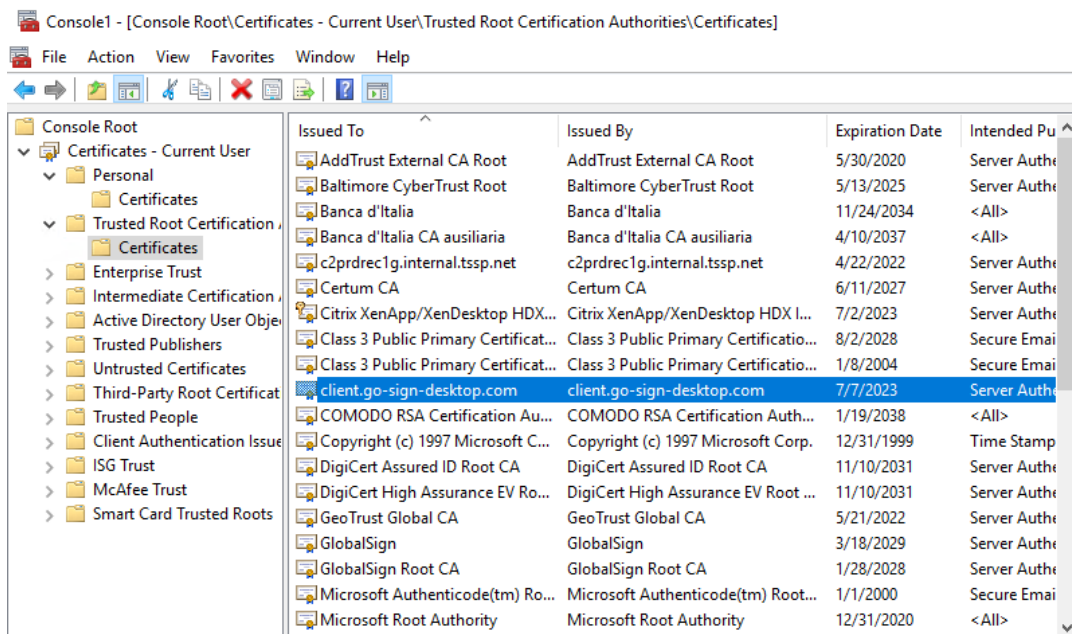 Console1 - [Console Root\Certificates - Current User\Trusted Root Certification Authorities\Certificates]
File Action View Favorites Window Help
Console Root
Certificates - Current User
Personal
Certificates
Trusted Root Certification
Certificates
Enterprise Trust
Intermediate Certification
Active Directory User Obje
Trusted Publishers
Untrusted Certificates
Third-Party Root Certificat
Trusted People
Client Authentication Issue
ISG Trust
McAfee Trust
Smart Card Trusted Roots
Issued To Issued By Expiration Date Intended Pu
AddTrust External CA Root AddTrust External CA Root 5/30/2020 Server Authe
Baltimore CyberTrust Root Baltimore CyberTrust Root 5/13/2025 Server Authe
Banca d'Italia Banca d'Italia 11/24/2034 <All>
Banca d'Italia CA ausiliaria Banca d'Italia CA ausiliaria 4/10/2037 <All>
c2prdrec1g.internal.tssp.net c2prdrec1g.internal.tssp.net 4/22/2022 Server Authe
Certum CA Certum CA 6/11/2027 Server Authe
Citrix XenApp/XenDesktop HDX... Citrix XenApp/XenDesktop HDX I... 7/2/2023 Server Authe
Class 3 Public Primary Certificat... Class 3 Public Primary Certificatio... 8/2/2028 Secure Emai
Class 3 Public Primary Certificat... Class 3 Public Primary Certificatio... 1/8/2004 Secure Emai
client.go-sign-desktop.com client.go-sign-desktop.com 7/7/2023 Server Authe
COMODO RSA Certification Au... COMODO RSA Certification Auth... 1/19/2038 <All>
Copyright (c) 1997 Microsoft C... Copyright (c) 1997 Microsoft Corp. 12/31/1999 Time Stamp
DigiCert Assured ID Root CA DigiCert Assured ID Root CA 11/10/2031 Server Authe
DigiCert High Assurance EV Ro... DigiCert High Assurance EV Root ... 11/10/2031 Server Authe
GeoTrust Global CA GeoTrust Global CA 5/21/2022 Server Authe
GlobalSign GlobalSign 3/18/2029 Server Authe
GlobalSign Root CA GlobalSign Root CA 1/28/2028 Server Authe
Microsoft Authenticode(tm) Ro... Microsoft Authenticode(tm) Root... 1/1/2000 Secure Emai
Microsoft Root Authority Microsoft Root Authority 12/31/2020 <All>